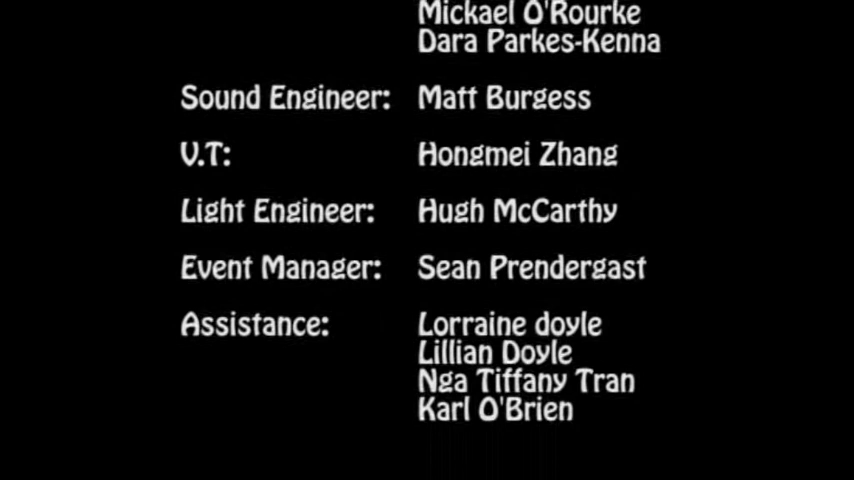 Mickael O'Rourke
Dara Parkes-Kenna
Sound Engineer: Matt Burgess
V.T: Hongmei Zhang
Light Engineer: Hugh McCarthy
Event Manager: Sean Prendergast
Assistance: Lorraine doyle
Lillian Doyle
Nga Tiffany Tran
Karl O'Brien